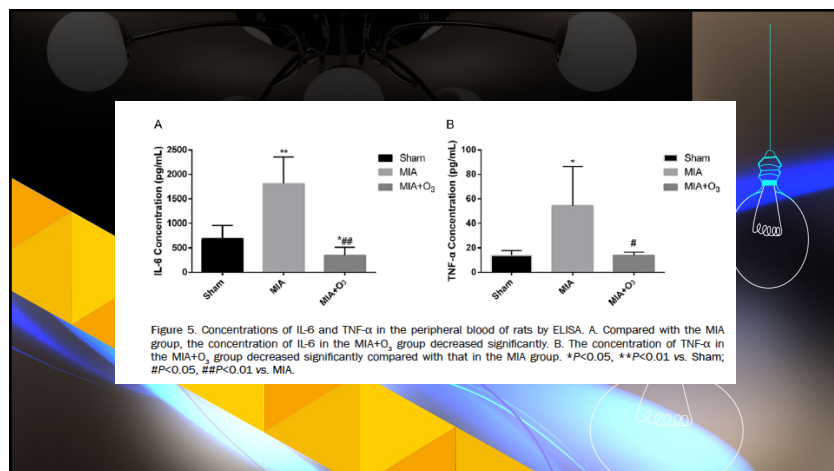 A
B
2500
2000
1500
1000
500
0
IL-6 Concentration (pg/mL)
**
*##
Sham
MIA
MIA+O₃
Sham
MIA
MIA+O₃
100
80
60
40
20
0
TNF-α Concentration (pg/mL)
*
#
Sham
MIA
MIA+O₃
Sham
MIA
MIA+O₃
Figure 5. Concentrations of IL-6 and TNF-α in the peripheral blood of rats by ELISA. A. Compared with the MIA
group, the concentration of IL-6 in the MIA+O₃ group decreased significantly. B. The concentration of TNF-α in
the MIA+O₃ group decreased significantly compared with that in the MIA group. *P<0.05, **P<0.01 vs. Sham;
#P<0.05, ##P<0.01 vs. MIA.